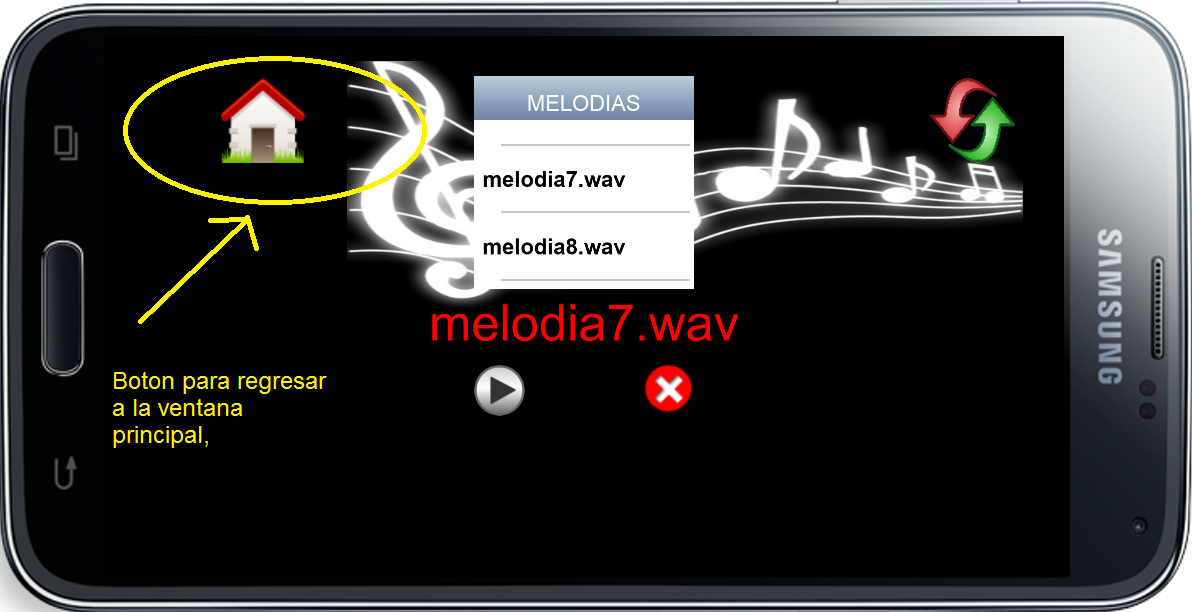 MELODIAS
melodia7.wav
melodia8.wav
melodia7.wav
Boton para regresar
a la ventana
principal,
SAMSUNG